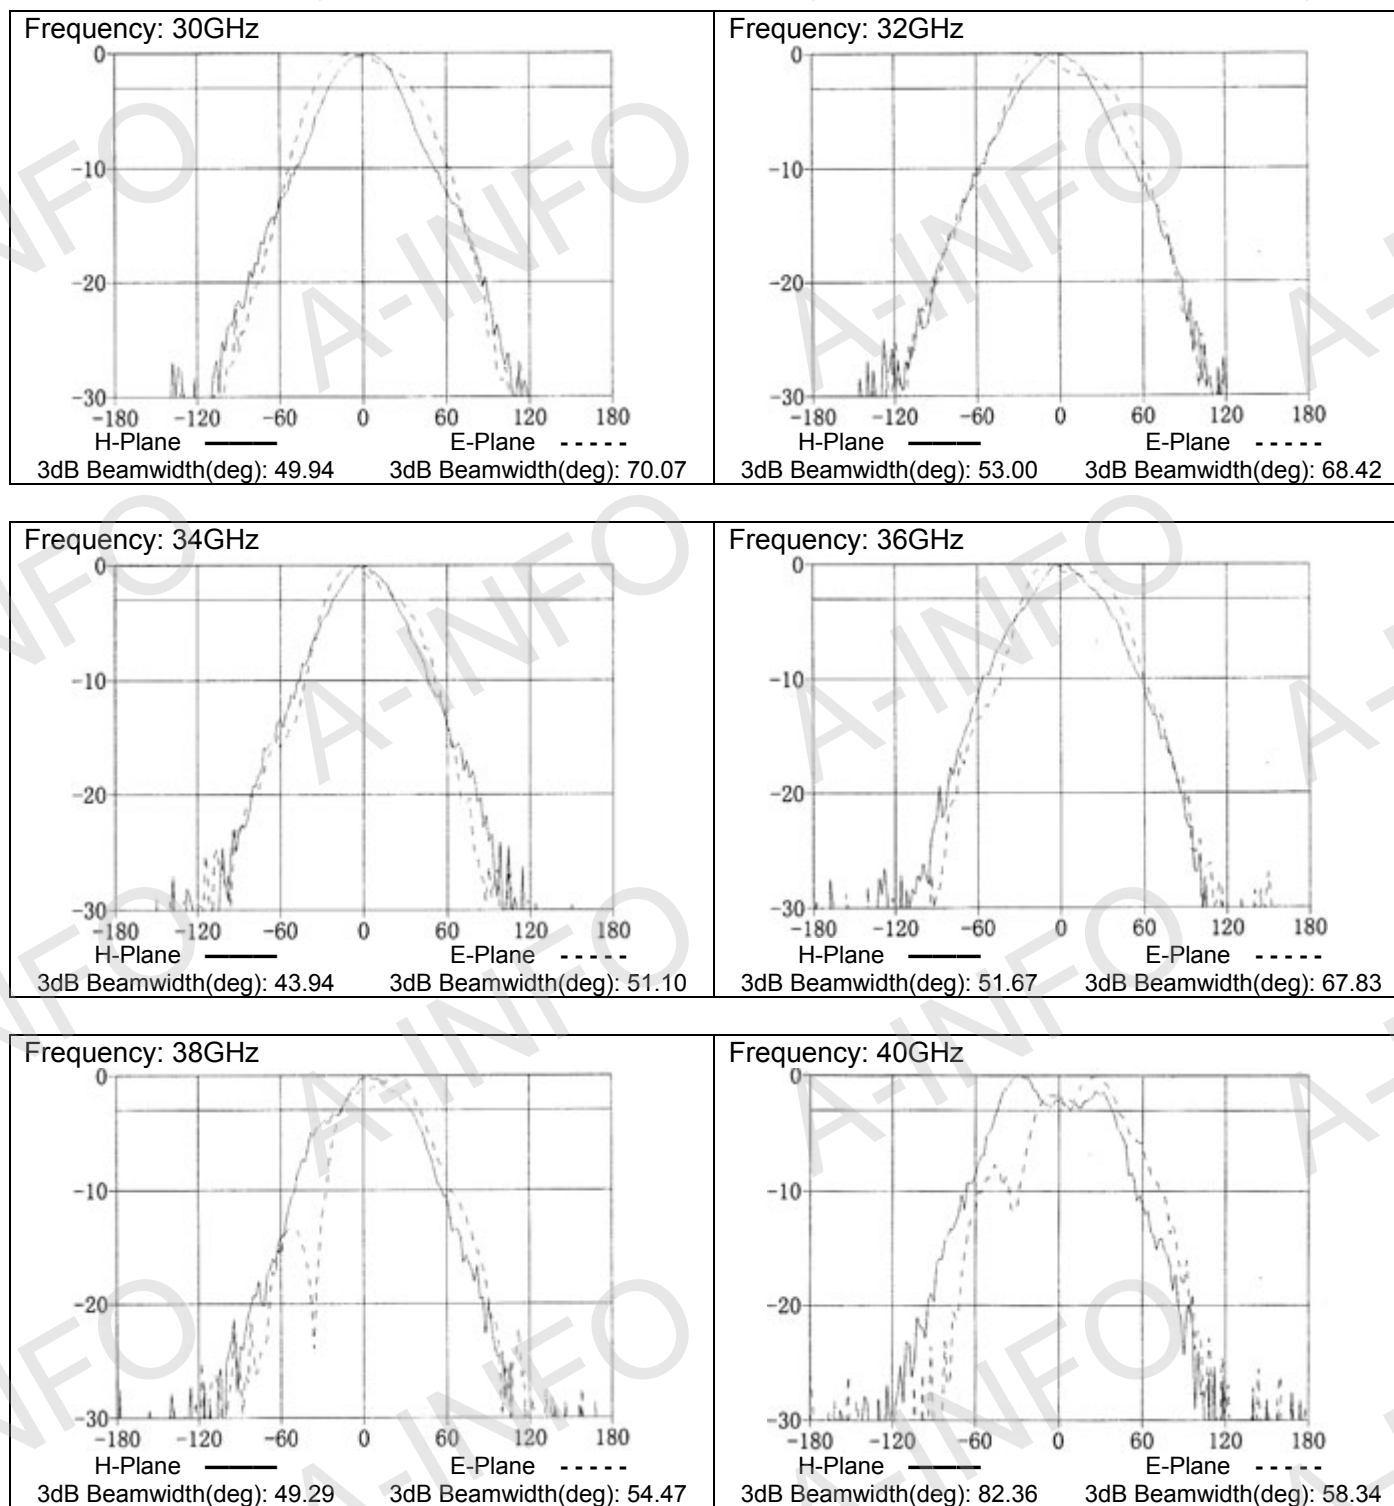 Frequency: 30GHz
0
-10
-20
-30
-180 -120 -60 0 60 120 180
H-Plane E-Plane
3dB Beamwidth(deg): 49.94 3dB Beamwidth(deg): 70.07
Frequency: 32GHz
0
-10
-20
-30
-180 -120 -60 0 60 120 180
H-Plane E-Plane
3dB Beamwidth(deg): 53.00 3dB Beamwidth(deg): 68.42
Frequency: 34GHz
0
-10
-20
-30
-180 -120 -60 0 60 120 180
H-Plane E-Plane
3dB Beamwidth(deg): 43.94 3dB Beamwidth(deg): 51.10
Frequency: 36GHz
0
-10
-20
-30
-180 -120 -60 0 60 120 180
H-Plane E-Plane
3dB Beamwidth(deg): 51.67 3dB Beamwidth(deg): 67.83
Frequency: 38GHz
0
-10
-20
-30
-180 -120 -60 0 60 120 180
H-Plane E-Plane
3dB Beamwidth(deg): 49.29 3dB Beamwidth(deg): 54.47
Frequency: 40GHz
0
-10
-20
-30
-180 -120 -60 0 60 120 180
H-Plane E-Plane
3dB Beamwidth(deg): 82.36 3dB Beamwidth(deg): 58.34
A-INFO
A-INFO
A-INFO
A-INFO
A-INFO
A-INFO